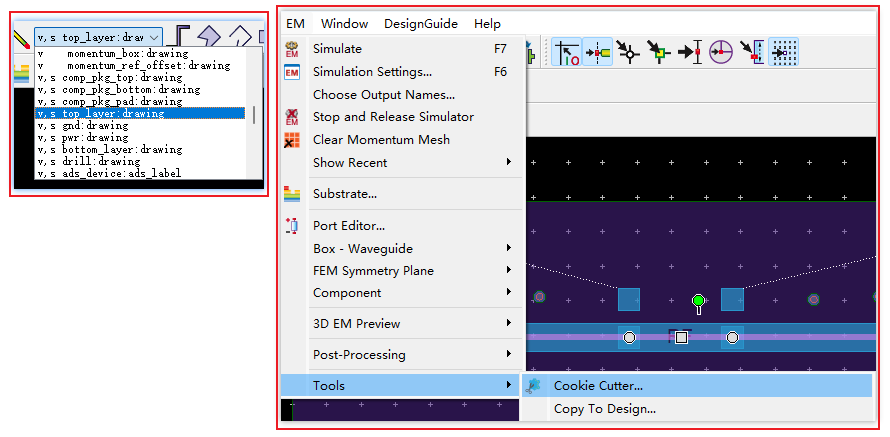 v,s top_layer:draw
v momentum_box:drawing
v momentum_ref_offset:drawing
v,s comp_pkg_top:drawing
v,s comp_pkg_bottom:drawing
v,s comp_pkg_pad:drawing
v,s top_layer:drawing
v,s gnd:drawing
v,s pwr:drawing
v,s bottom_layer:drawing
v,s drill:drawing
v,s ads_device:ads_label
EM Window DesignGuide Help
EM Simulate F7
EM Simulation Settings... F6
Choose Output Names...
EM Stop and Release Simulator
Clear Momentum Mesh
Show Recent
Substrate...
Port Editor...
Box - Waveguide
FEM Symmetry Plane
Component
3D EM Preview
Post-Processing
Tools
Cookie Cutter...
Copy To Design...